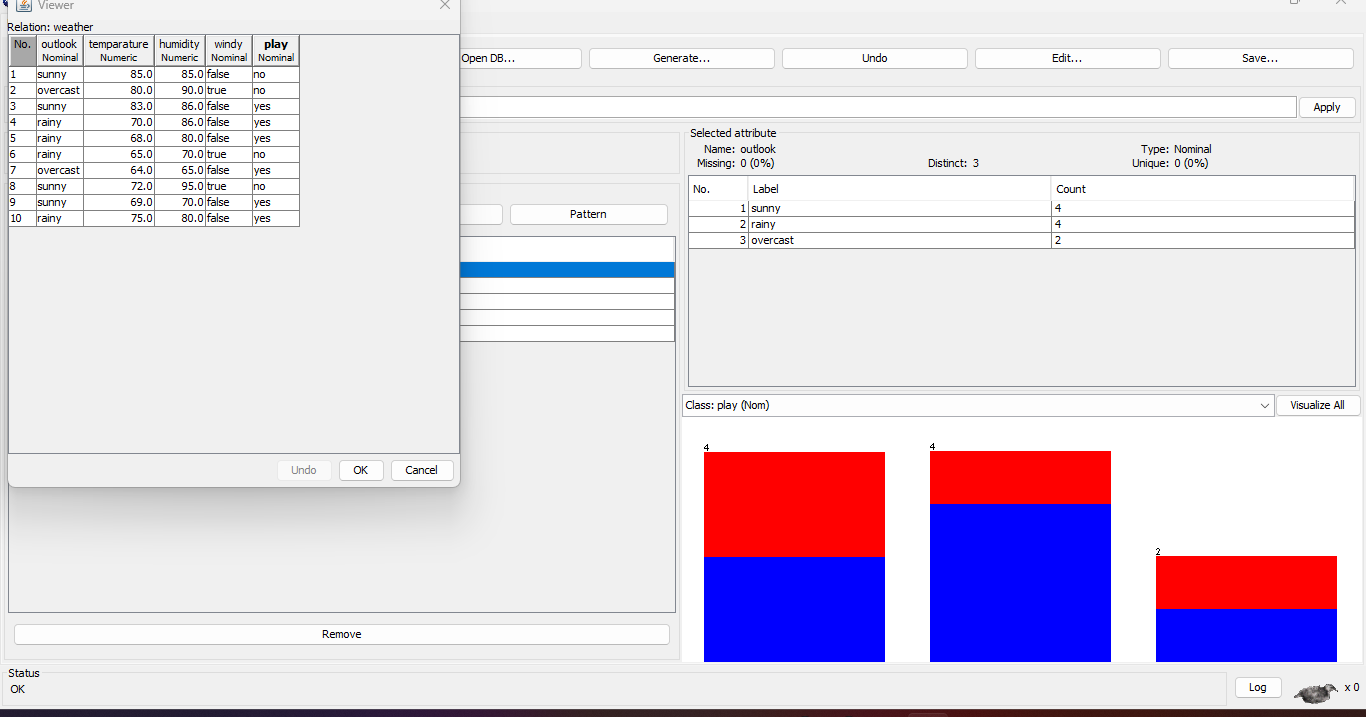 Viewer
Relation: weather
No. outlook temparature humidity windy play
Nominal Numeric Numeric Nominal Nominal
1 sunny 85.0 85.0 false no
2 overcast 80.0 90.0 true no
3 sunny 83.0 86.0 false yes
4 rainy 70.0 86.0 false yes
5 rainy 68.0 80.0 false yes
6 rainy 65.0 70.0 true no
7 overcast 64.0 65.0 false yes
8 sunny 72.0 95.0 true no
9 sunny 69.0 70.0 false yes
10 rainy 75.0 80.0 false yes
Undo OK Cancel
Open DB... Generate... Undo Edit... Save...
Apply
Pattern
Remove
Selected attribute
Name: outlook Type: Nominal
Missing: 0 (0%) Distinct: 3 Unique: 0 (0%)
No. Label Count
1 sunny 4
2 rainy 4
3 overcast 2
Class: play (Nom) Visualize All
4
4
2
Status
OK
Log x 0